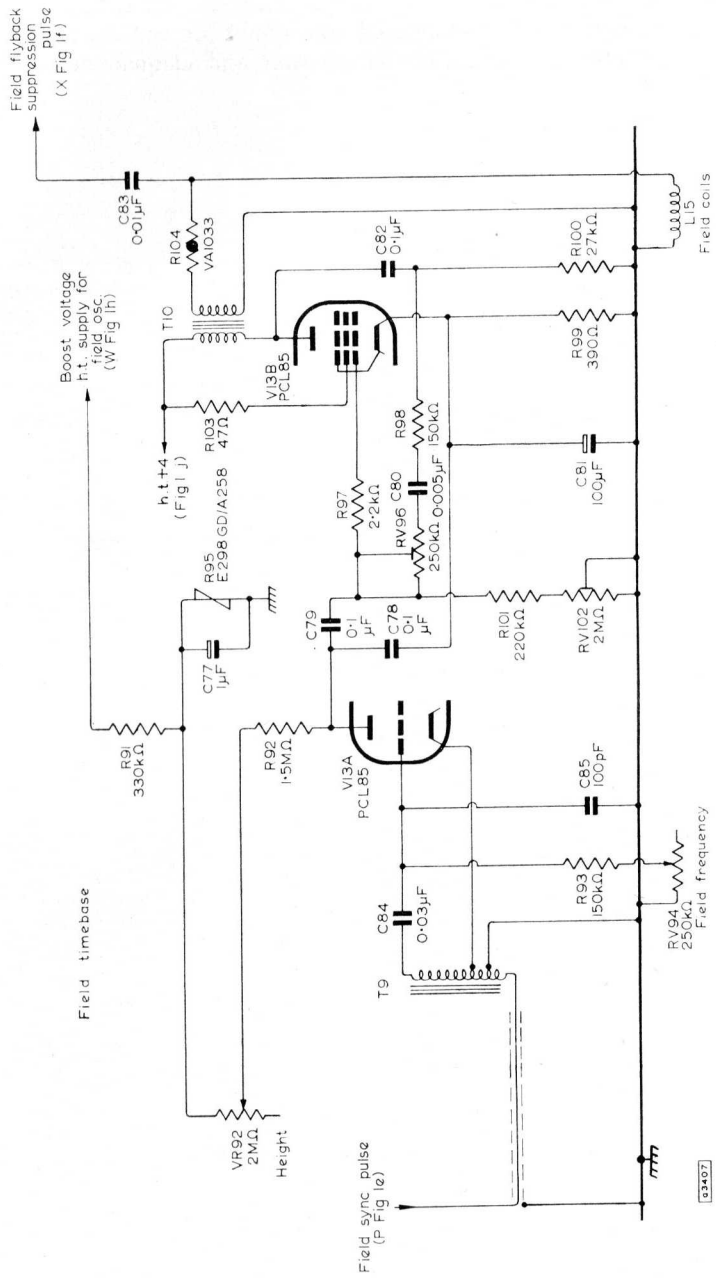 Field timebase
Field flyback
suppression
pulse
(X Fig 1f)
Boost voltage
h.t. supply for
field osc.
(W Fig 1h)
C83
0·01µF
R104
VA1033
T10
h.t+4
(Fig 1 j)
R103
47Ω
V13B
PCL85
C82
0·1µF
R91
330kΩ
R95
E298GD/A258
C77
1µF
VR92
2MΩ
Height
R92
1·5MΩ
C79
0·1
µF
C78
0·1
µF
R97
2·2kΩ
RV96
250kΩ
C80
0·005µF
R98
150kΩ
V13A
PCL85
R101
220kΩ
RV102
2MΩ
C81
100µF
R99
390Ω
R100
27kΩ
L15
Field coils
Field sync pulse
(P Fig 1e)
T9
C84
0·03µF
R93
150kΩ
C85
100pF
RV94
250kΩ
Field frequency
a3407